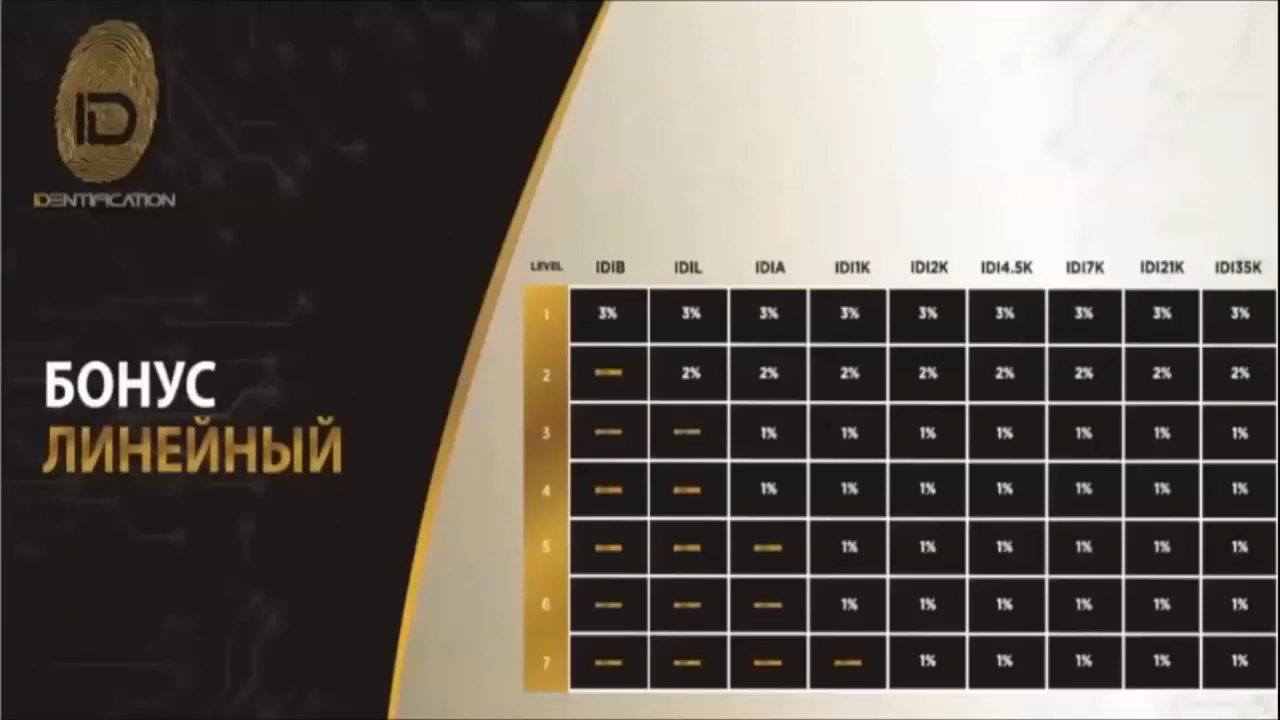 ID
IDENTIFICATION
БОНУС
ЛИНЕЙНЫЙ
LEVEL IDIB IDIL IDIA IDI1K IDI2K IDI4.5K IDI7K IDI21K IDI35K
1 3% 3% 3% 3% 3% 3% 3% 3% 3%
2 — 2% 2% 2% 2% 2% 2% 2% 2%
3 — — 1% 1% 1% 1% 1% 1% 1%
4 — — 1% 1% 1% 1% 1% 1% 1%
5 — — — 1% 1% 1% 1% 1% 1%
6 — — — 1% 1% 1% 1% 1% 1%
7 — — — — 1% 1% 1% 1% 1%